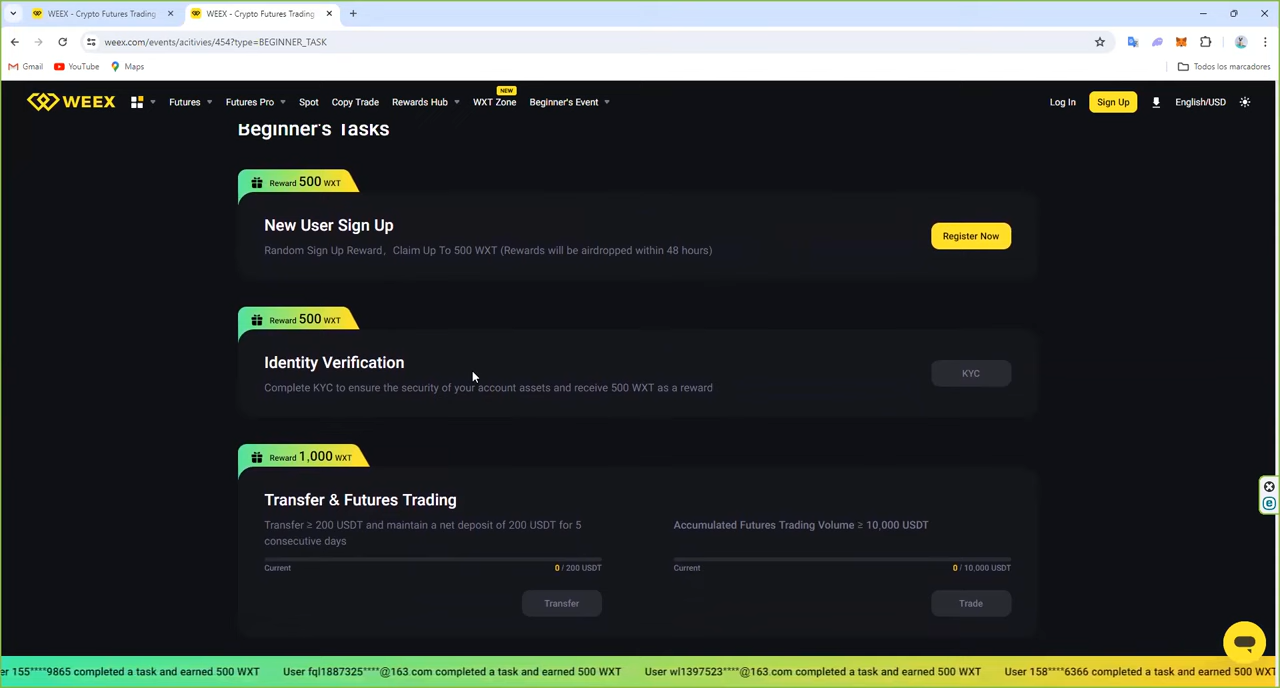 WEEX - Crypto Futures Trading
WEEX - Crypto Futures Trading
weex.com/events/acitivies/454?type=BEGINNER_TASK
Gmail YouTube Maps Todos los marcadores
NEW
WEEX Futures Futures Pro Spot Copy Trade Rewards Hub WXT Zone Beginner's Event Log In Sign Up English/USD
Beginner's Tasks
Reward 500 WXT
New User Sign Up
Random Sign Up Reward, Claim Up To 500 WXT (Rewards will be airdropped within 48 hours)
Register Now
Reward 500 WXT
Identity Verification
Complete KYC to ensure the security of your account assets and receive 500 WXT as a reward
KYC
Reward 1,000 WXT
Transfer & Futures Trading
Transfer ≥ 200 USDT and maintain a net deposit of 200 USDT for 5
consecutive days
Current 0 / 200 USDT
Transfer
Accumulated Futures Trading Volume ≥ 10,000 USDT
Current 0 / 10,000 USDT
Trade
er 155****9865 completed a task and earned 500 WXT User fql1887325****@163.com completed a task and earned 500 WXT User wl1397523****@163.com completed a task and earned 500 WXT User 158****6366 completed a task and earned 500 WXT